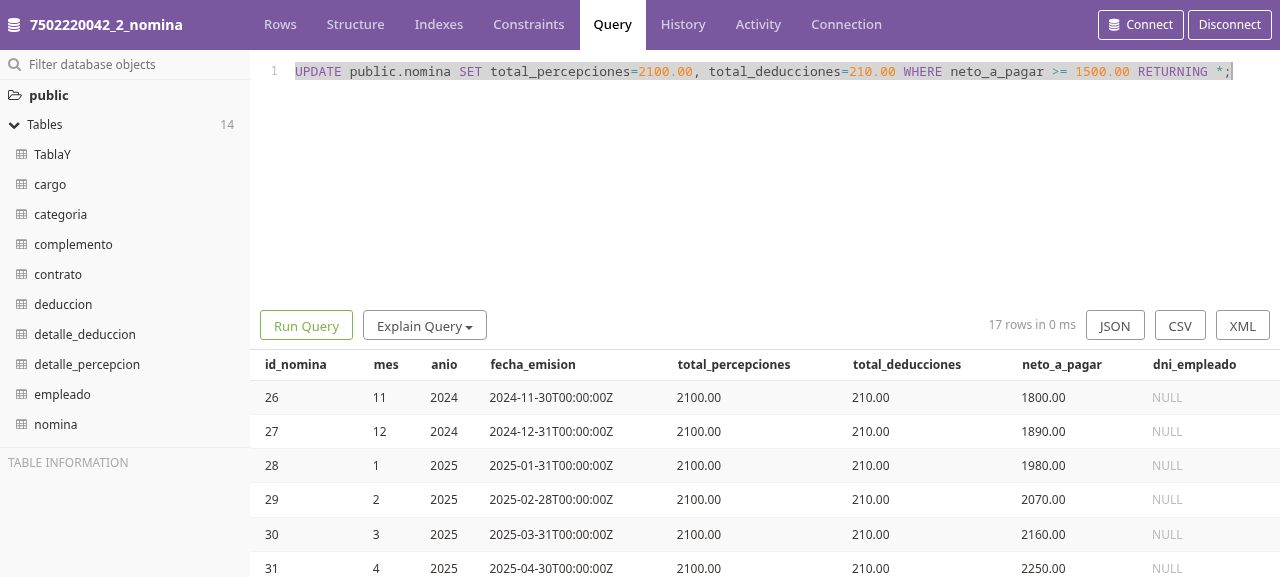 7502220042_2_nomina
Rows Structure Indexes Constraints Query History Activity Connection Connect Disconnect
Filter database objects
public
Tables 14
TablaY
cargo
categoria
complemento
contrato
deduccion
detalle_deduccion
detalle_percepcion
empleado
nomina
TABLE INFORMATION
1 UPDATE public.nomina SET total_percepciones=2100.00, total_deducciones=210.00 WHERE neto_a_pagar >= 1500.00 RETURNING *;
Run Query Explain Query 17 rows in 0 ms JSON CSV XML
id_nomina mes anio fecha_emision total_percepciones total_deducciones neto_a_pagar dni_empleado
26 11 2024 2024-11-30T00:00:00Z 2100.00 210.00 1800.00 NULL
27 12 2024 2024-12-31T00:00:00Z 2100.00 210.00 1890.00 NULL
28 1 2025 2025-01-31T00:00:00Z 2100.00 210.00 1980.00 NULL
29 2 2025 2025-02-28T00:00:00Z 2100.00 210.00 2070.00 NULL
30 3 2025 2025-03-31T00:00:00Z 2100.00 210.00 2160.00 NULL
31 4 2025 2025-04-30T00:00:00Z 2100.00 210.00 2250.00 NULL